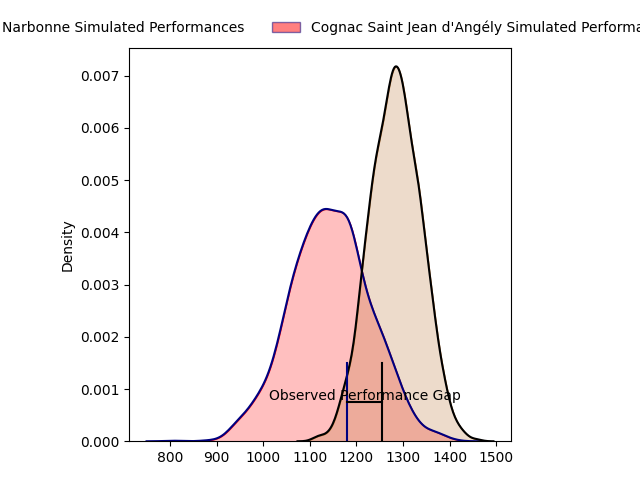 Narbonne Simulated Performances
Cognac Saint Jean d'Angély Simulated Performa
0.007
0.006
0.005
0.004
0.003
0.002
0.001
0.000
Density
Observed Performance Gap
800 900 1000 1100 1200 1300 1400 1500